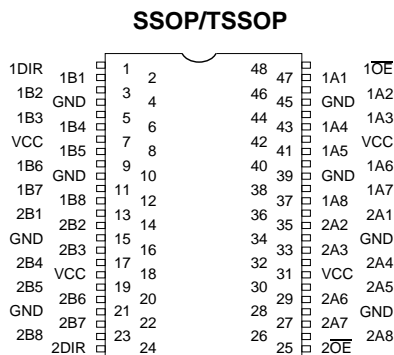 SSOP/TSSOP
1DIR 1 48 1O̅E̅
1B1 2 47 1A1
1B2 3 46 1A2
GND 4 45 GND
1B3 5 44 1A3
1B4 6 43 1A4
VCC 7 42 VCC
1B5 8 41 1A5
1B6 9 40 1A6
GND 10 39 GND
1B7 11 38 1A7
1B8 12 37 1A8
2B1 13 36 2A1
2B2 14 35 2A2
GND 15 34 GND
2B3 16 33 2A3
2B4 17 32 2A4
VCC 18 31 VCC
2B5 19 30 2A5
2B6 20 29 2A6
GND 21 28 GND
2B7 22 27 2A7
2B8 23 26 2A8
2DIR 24 25 2O̅E̅